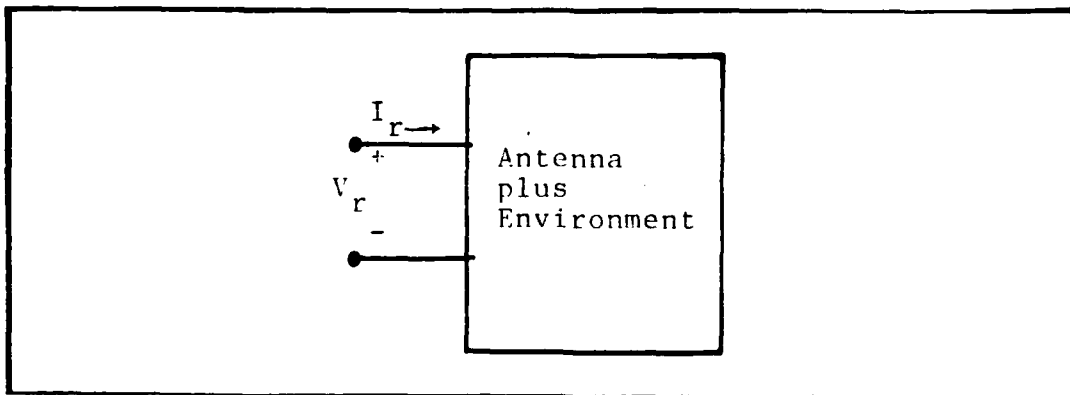 I_r→
+
V_r
-
Antenna
plus
Environment